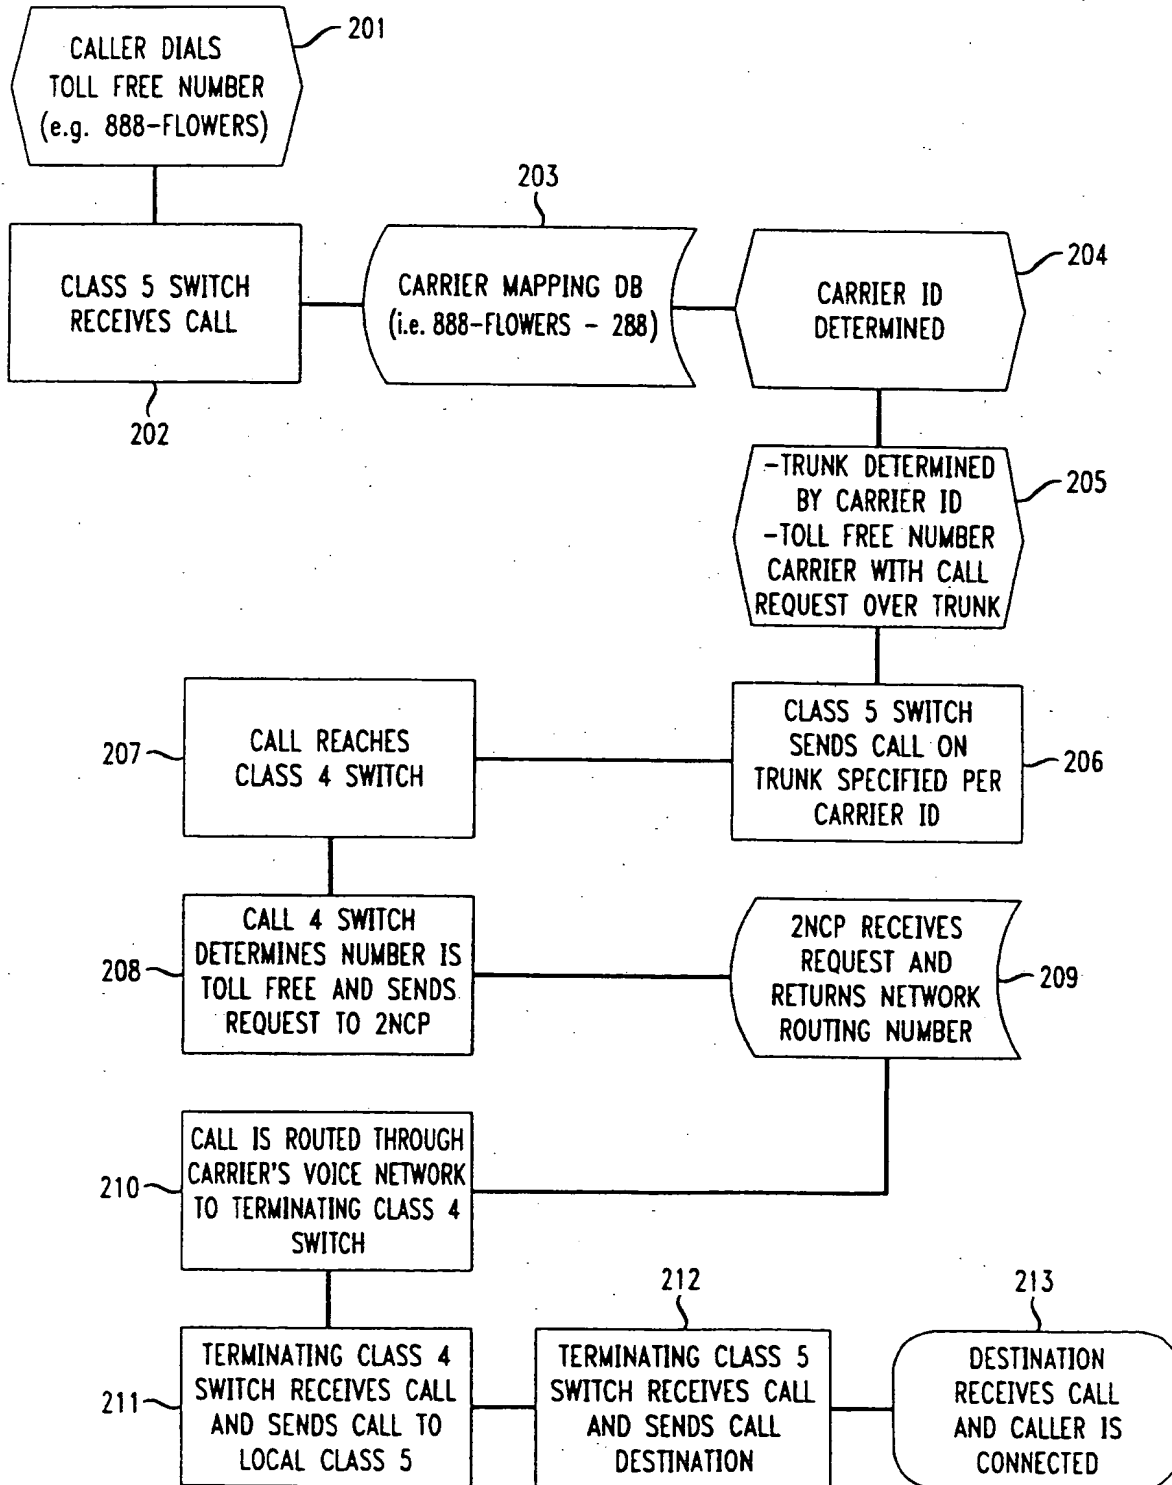 201
CALLER DIALS
TOLL FREE NUMBER
(e.g. 888-FLOWERS)
203
CLASS 5 SWITCH
RECEIVES CALL
202
CARRIER MAPPING DB
(i.e. 888-FLOWERS - 288)
204
CARRIER ID
DETERMINED
205
-TRUNK DETERMINED
BY CARRIER ID
-TOLL FREE NUMBER
CARRIER WITH CALL
REQUEST OVER TRUNK
CLASS 5 SWITCH
SENDS CALL ON
TRUNK SPECIFIED PER
CARRIER ID
206
207
CALL REACHES
CLASS 4 SWITCH
208
CALL 4 SWITCH
DETERMINES NUMBER IS
TOLL FREE AND SENDS
REQUEST TO 2NCP
2NCP RECEIVES
REQUEST AND
RETURNS NETWORK
ROUTING NUMBER
209
210
CALL IS ROUTED THROUGH
CARRIER'S VOICE NETWORK
TO TERMINATING CLASS 4
SWITCH
211
TERMINATING CLASS 4
SWITCH RECEIVES CALL
AND SENDS CALL TO
LOCAL CLASS 5
212
TERMINATING CLASS 5
SWITCH RECEIVES CALL
AND SENDS CALL
DESTINATION
213
DESTINATION
RECEIVES CALL
AND CALLER IS
CONNECTED